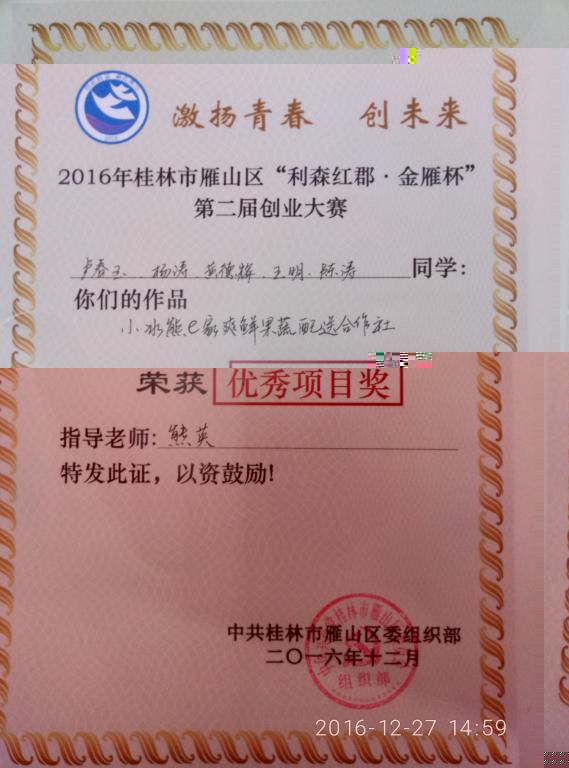 激扬青春 创未来
2016年桂林市雁山区“利森红郡·金雁杯”
第二届创业大赛
卢春玉 杨涛 黄德辉 王明 陈涛 同学:
你们的作品
小冰熊e家爽鲜果蔬配送合作社
荣获 优秀项目奖
指导老师: 熊英
特发此证，以资鼓励!
中共桂林市雁山区委组织部
二〇一六年十二月
组织部
2016-12-27 14:59